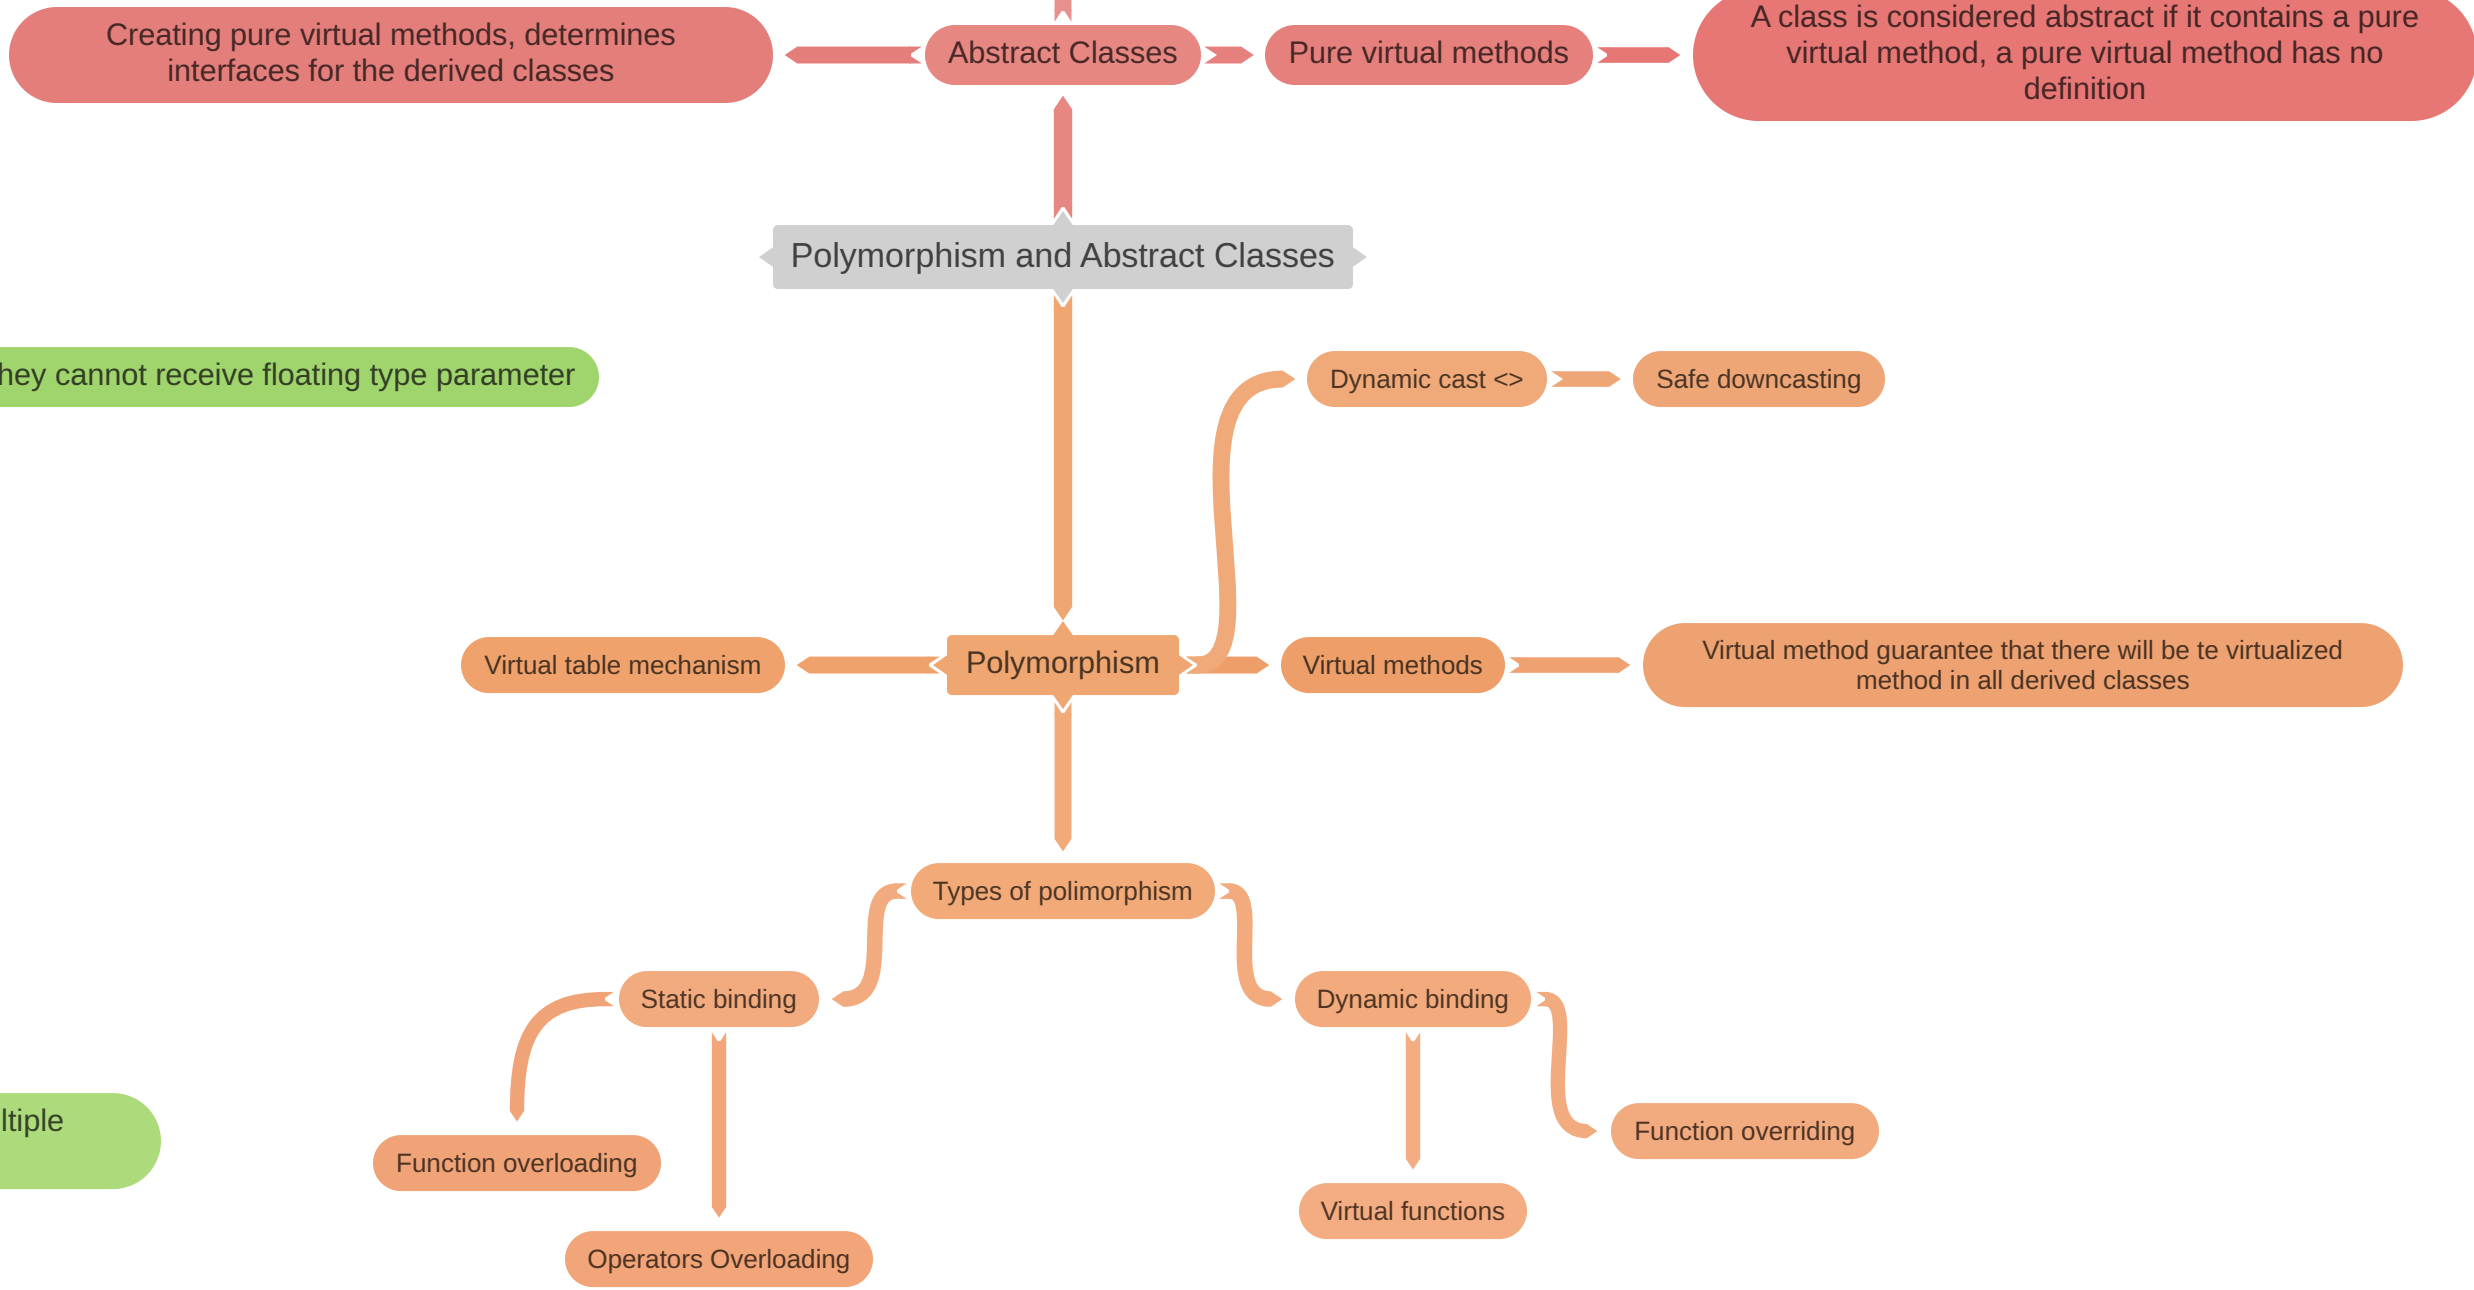 Creating pure virtual methods, determines
interfaces for the derived classes
Abstract Classes
Pure virtual methods
A class is considered abstract if it contains a pure
virtual method, a pure virtual method has no
definition
Polymorphism and Abstract Classes
hey cannot receive floating type parameter
Dynamic cast <>
Safe downcasting
Virtual table mechanism
Polymorphism
Virtual methods
Virtual method guarantee that there will be te virtualized
method in all derived classes
Types of polimorphism
Static binding
Dynamic binding
ltiple
Function overloading
Function overriding
Virtual functions
Operators Overloading